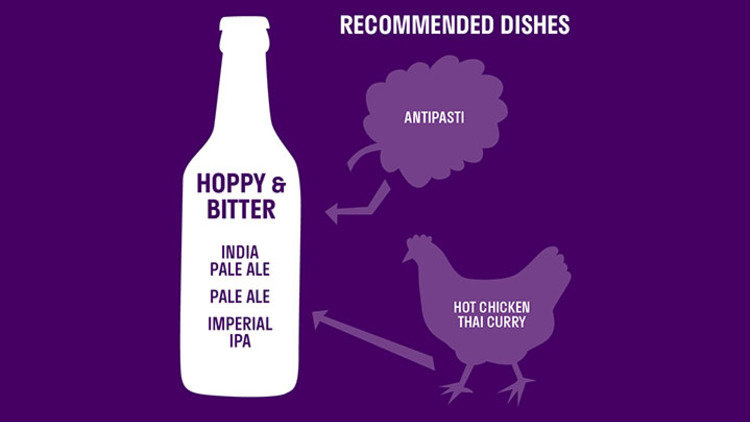 RECOMMENDED DISHES
ANTIPASTI
HOPPY &
BITTER
INDIA
PALE ALE
PALE ALE
IMPERIAL
IPA
HOT CHICKEN
THAI CURRY